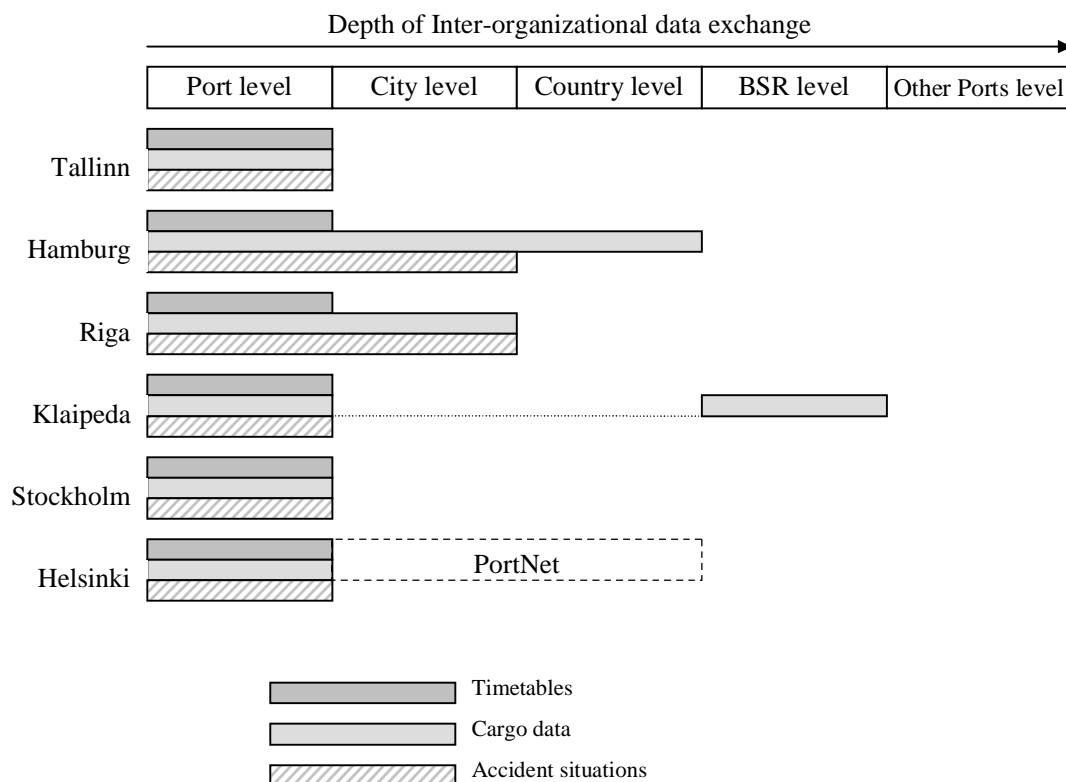 Depth of Inter-organizational data exchange
Port level City level Country level BSR level Other Ports level
Tallinn
Hamburg
Riga
Klaipeda
Stockholm
Helsinki PortNet
Timetables
Cargo data
Accident situations